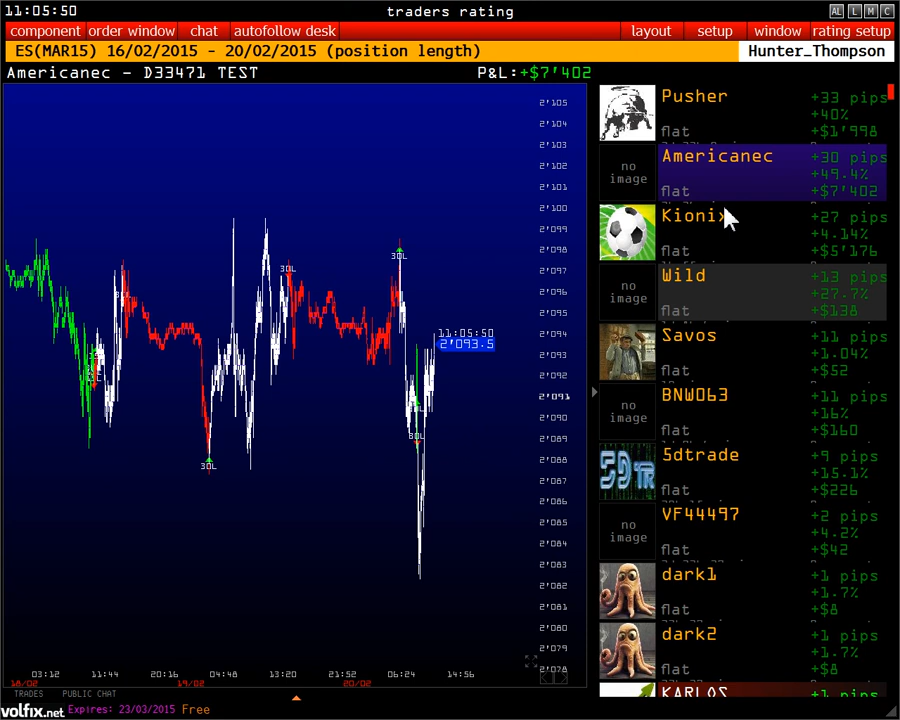 11:05:50
traders rating
AL L M C
component order window chat autofollow desk layout setup window rating setup
ES(MAR15) 16/02/2015 - 20/02/2015 (position length)
Hunter_Thompson
Americanec - D33471 TEST
P&L:+$7'402
Pusher
+33 pips
+40%
flat
+$1'998
no image
Americanec
+30 pips
+49.4%
flat
+$7'402
Kionix
+27 pips
+4.14%
flat
+$5'176
no image
Wild
+13 pips
+27.7%
flat
+$138
Savos
+11 pips
+1.04%
flat
+$52
no image
BNW063
+11 pips
+16%
flat
+$160
5dtrade
+9 pips
+15.1%
flat
+$226
no image
VF44497
+2 pips
+4.2%
flat
+$42
dark1
+1 pips
+1.7%
flat
+$8
dark2
+1 pips
+1.7%
flat
+$8
KARLOS
+1 pips
2'105
2'104
2'103
2'102
2'101
2'100
2'099
2'098
2'097
2'096
2'095
2'094
2'093
2'092
2'091
2'090
2'089
2'088
2'087
2'086
2'085
2'084
2'083
2'082
2'081
2'080
2'079
2'078
30L
30L
30L
30L
11:05:50
2'093.5
03:12 11:44 20:16 04:48 13:20 21:52 06:24 14:56
18/02 19/02 20/02
TRADES PUBLIC CHAT
volfix.net Expires: 23/03/2015 Free